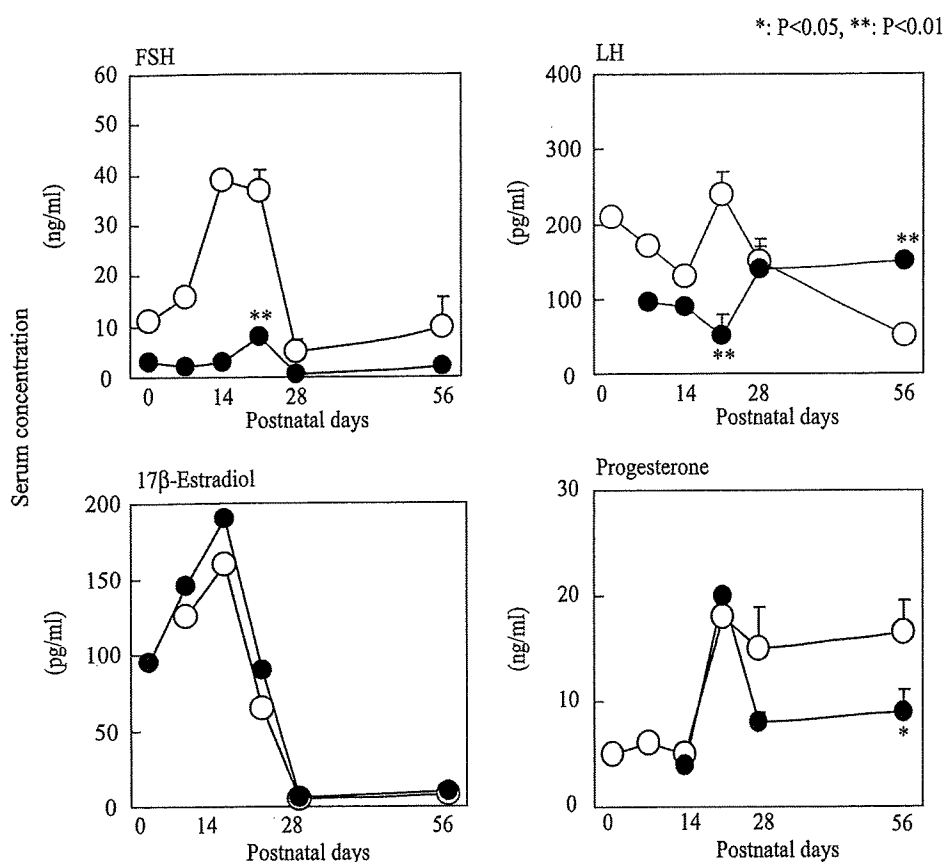 *: P<0.05, **: P<0.01
FSH
60
50
40
30
20
10
0
(ng/ml)
**
0 14 28 56
Postnatal days
LH
400
300
200
100
0
(pg/ml)
**
**
0 14 28 56
Postnatal days
Serum concentration
17β-Estradiol
200
150
100
50
0
(pg/ml)
0 14 28 56
Postnatal days
Progesterone
30
20
10
0
(ng/ml)
*
0 14 28 56
Postnatal days